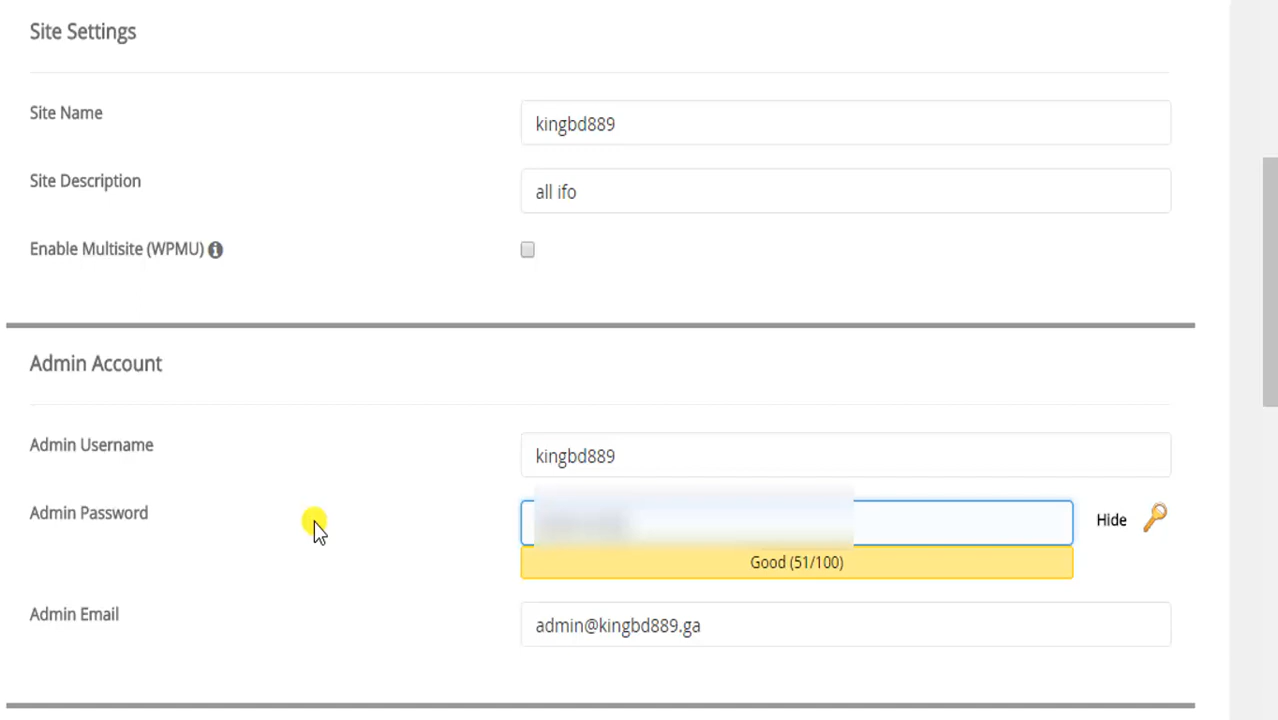 Site Settings
Site Name
kingbd889
Site Description
all ifo
Enable Multisite (WPMU)
Admin Account
Admin Username
kingbd889
Admin Password
Hide
Good (51/100)
Admin Email
admin@kingbd889.ga